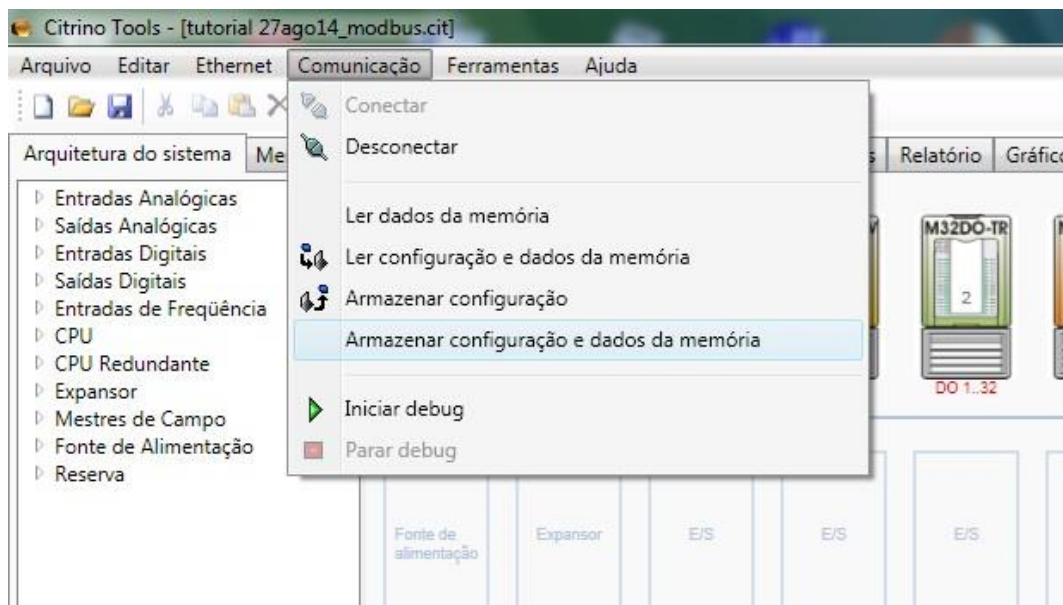 Citrino Tools - [tutorial 27ago14_modbus.cit]
Arquivo Editar Ethernet Comunicação Ferramentas Ajuda
Conectar
Desconectar
Ler dados da memória
Ler configuração e dados da memória
Armazenar configuração
Armazenar configuração e dados da memória
Iniciar debug
Parar debug
Arquitetura do sistema Me s Relatório Gráfic
Entradas Analógicas
Saídas Analógicas
Entradas Digitais
Saídas Digitais
Entradas de Freqüência
CPU
CPU Redundante
Expansor
Mestres de Campo
Fonte de Alimentação
Reserva
M32DO-TR
2
DO 1..32
Fonte de
alimentação
Expansor
E/S
E/S
E/S